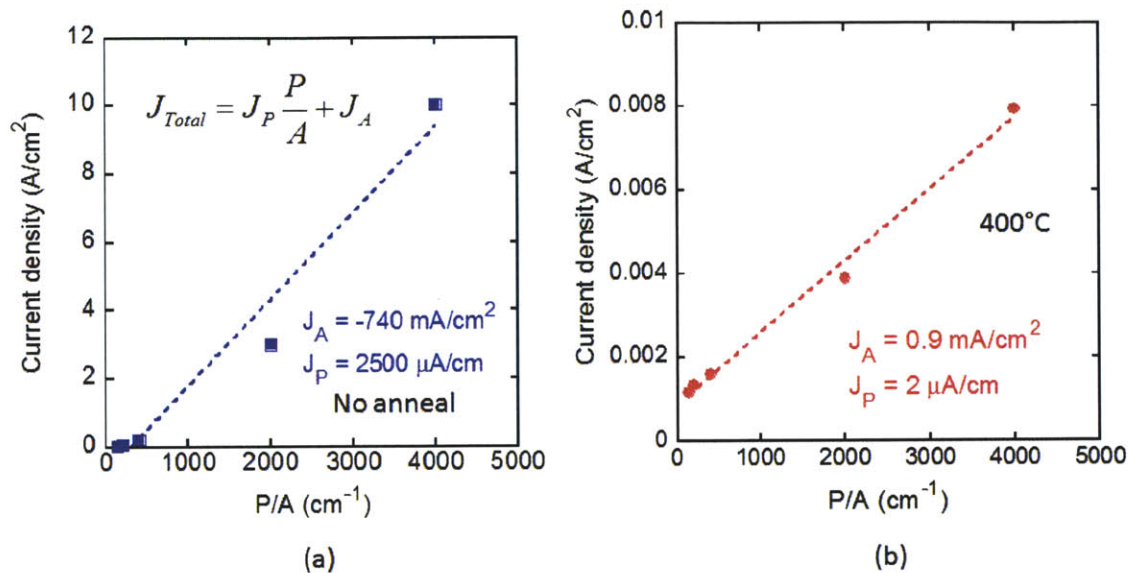 12
10
8
6
4
2
0
Current density (A/cm²)
J_Total = J_P P/A + J_A
J_A = -740 mA/cm²
J_P = 2500 µA/cm
No anneal
0 1000 2000 3000 4000 5000
P/A (cm⁻¹)
(a)
0.01
0.008
0.006
0.004
0.002
0
Current density (A/cm²)
400°C
J_A = 0.9 mA/cm²
J_P = 2 µA/cm
0 1000 2000 3000 4000 5000
P/A (cm⁻¹)
(b)